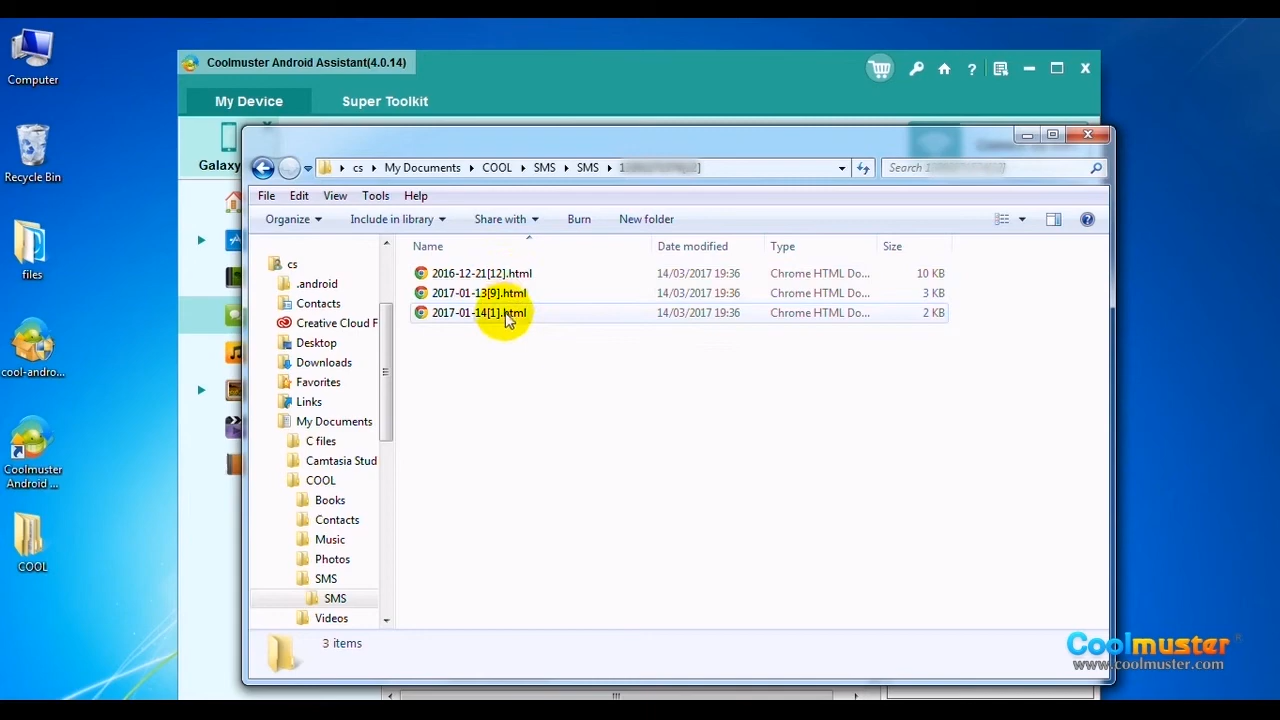 Computer
Recycle Bin
files
cool-andro...
Coolmuster
Android ...
COOL
Coolmuster Android Assistant(4.0.14)
?
My Device
Super Toolkit
Galaxy
cs
My Documents
COOL
SMS
SMS
Search
File
Edit
View
Tools
Help
Organize
Include in library
Share with
Burn
New folder
Name
Date modified
Type
Size
2016-12-21[12].html 14/03/2017 19:36 Chrome HTML Do... 10 KB
2017-01-13[9].html 14/03/2017 19:36 Chrome HTML Do... 3 KB
2017-01-14[1].html 14/03/2017 19:36 Chrome HTML Do... 2 KB
cs
.android
Contacts
Creative Cloud F
Desktop
Downloads
Favorites
Links
My Documents
C files
Camtasia Stud
COOL
Books
Contacts
Music
Photos
SMS
SMS
Videos
3 items
Coolmuster®
www.coolmuster.com